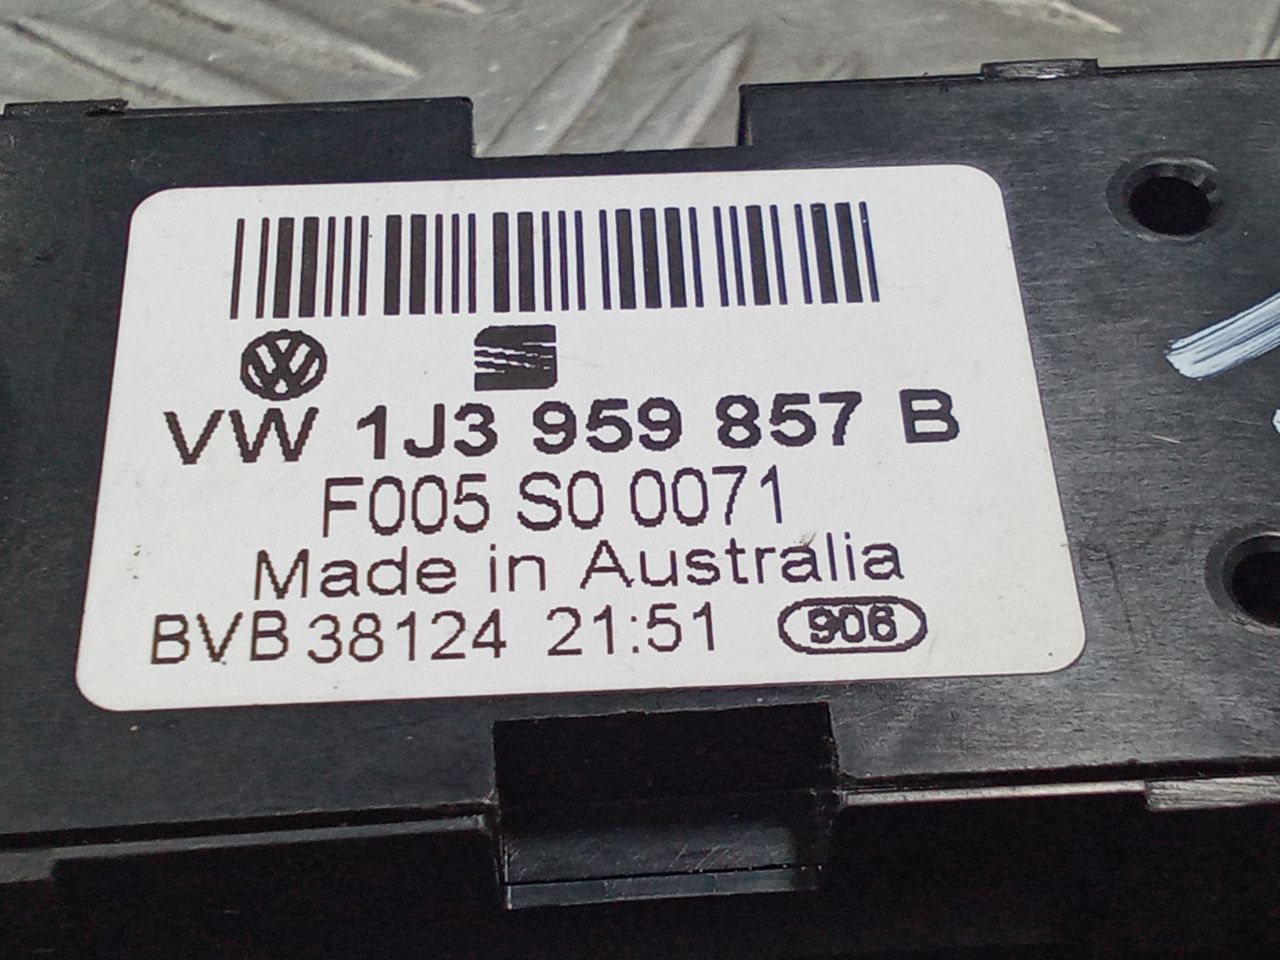 VW 1J3 959 857 B
F005 S0 0071
Made in Australia
BVB 38124 21:51 906